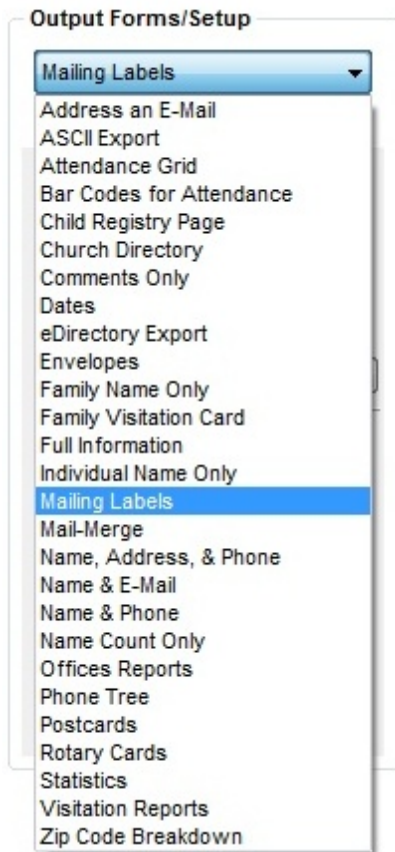 Output Forms/Setup
Mailing Labels
Address an E-Mail
ASCII Export
Attendance Grid
Bar Codes for Attendance
Child Registry Page
Church Directory
Comments Only
Dates
eDirectory Export
Envelopes
Family Name Only
Family Visitation Card
Full Information
Individual Name Only
Mailing Labels
Mail-Merge
Name, Address, & Phone
Name & E-Mail
Name & Phone
Name Count Only
Offices Reports
Phone Tree
Postcards
Rotary Cards
Statistics
Visitation Reports
Zip Code Breakdown